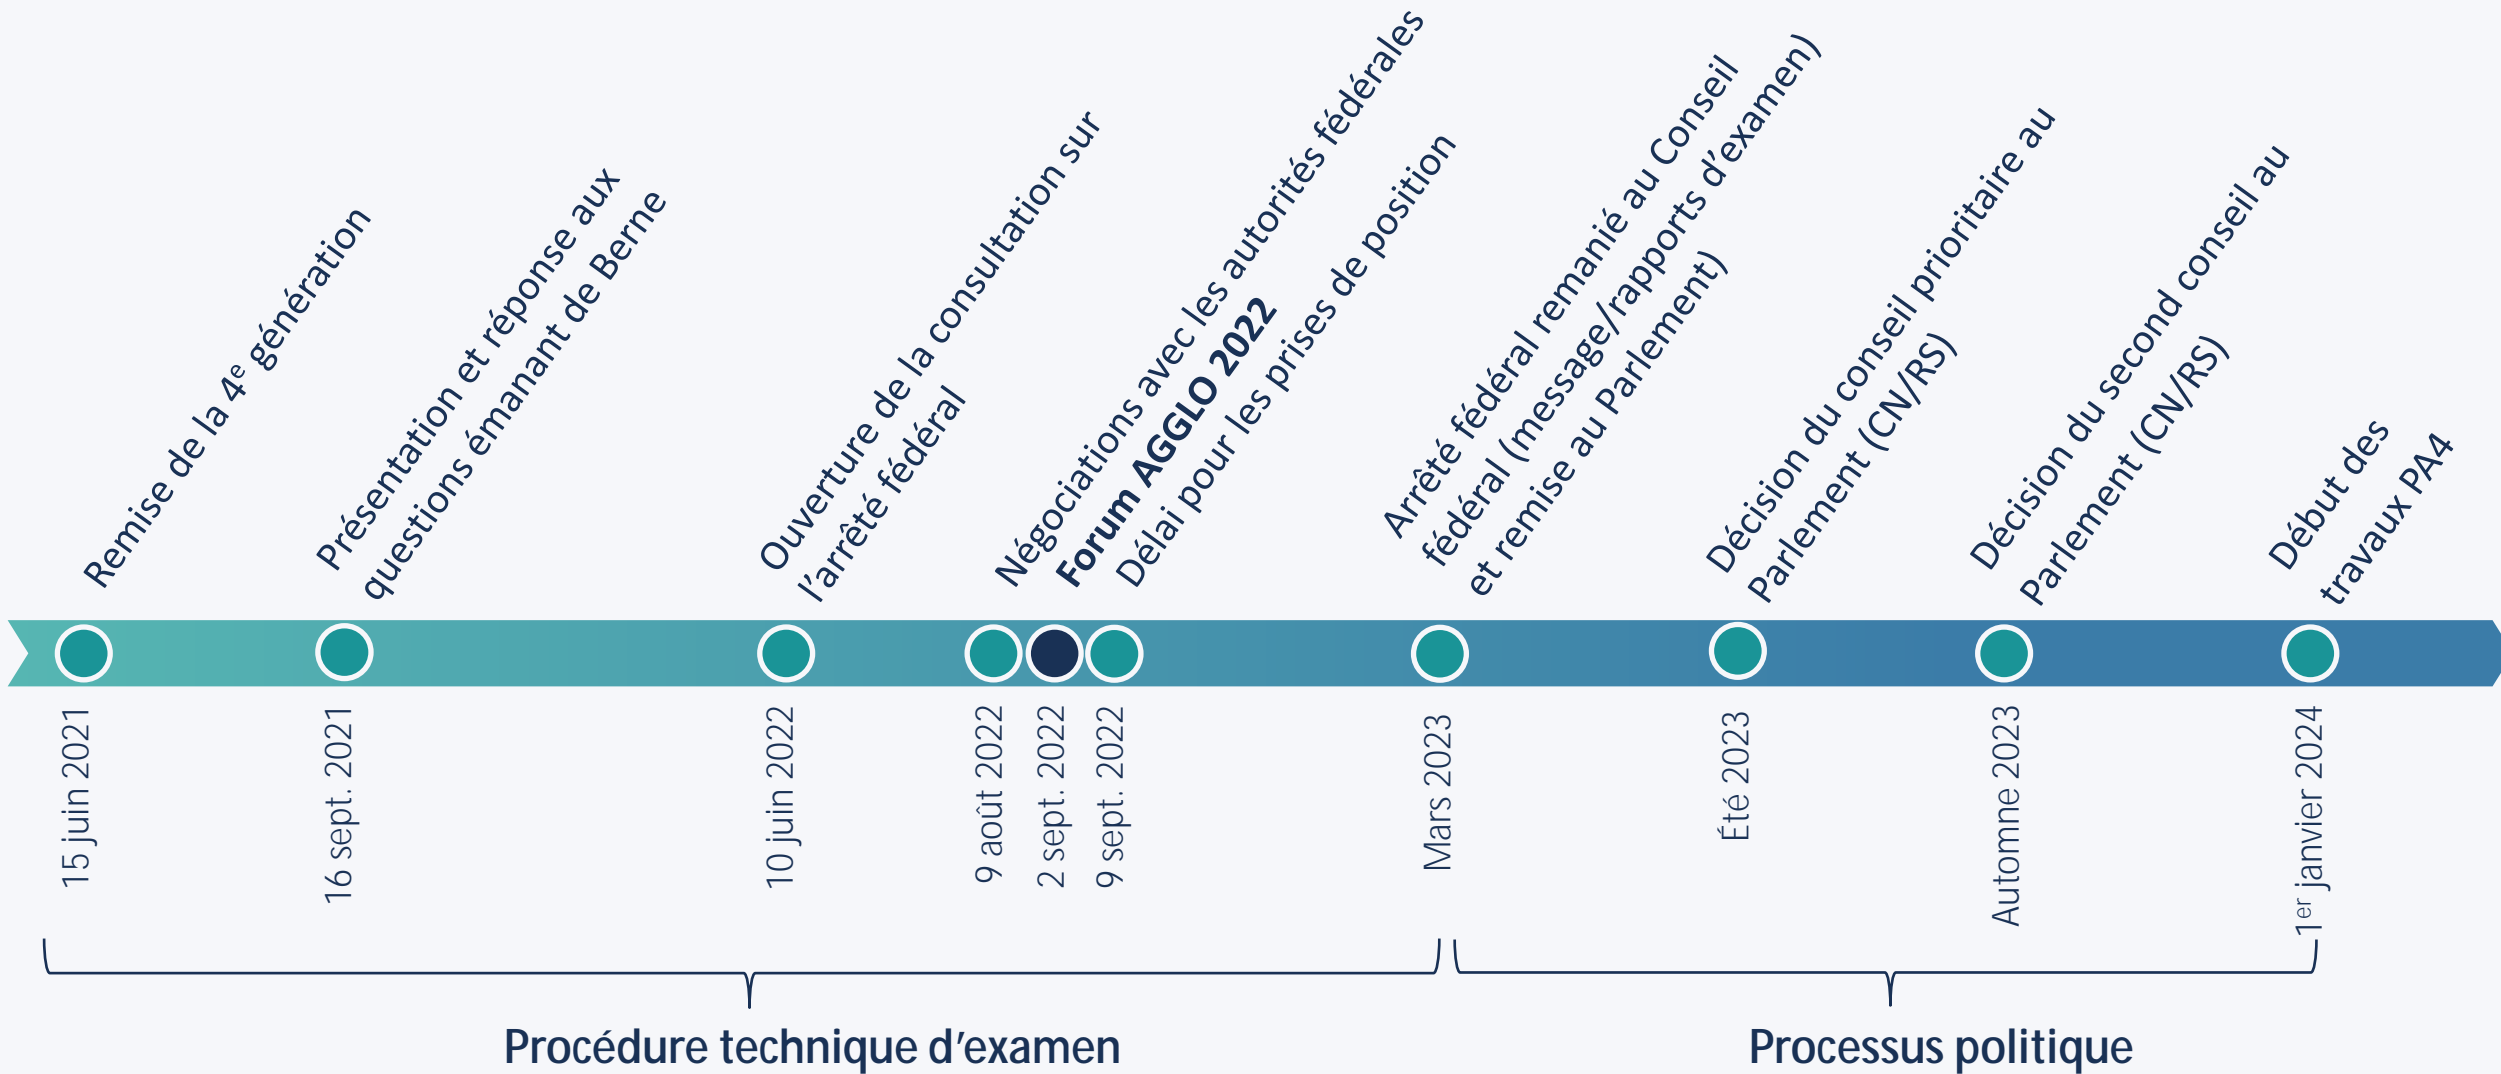 Remise de la 4e génération
Présentation et réponse aux
questions émanant de Berne
Ouverture de la consultation sur
l’arrêté fédéral
Négociations avec les autorités fédérales
Forum AGGLO 2022
Délai pour les prises de position
Arrêté fédéral remanié au Conseil
fédéral (message/rapports d’examen)
et remise au Parlement)
Décision du conseil prioritaire au
Parlement (CN/RS)
Décision du second conseil au
Parlement (CN/RS)
Début des
travaux PA4
15 juin 2021
16 sept. 2021
10 juin 2022
9 août 2022
2 sept. 2022
9 sept. 2022
Mars 2023
Été 2023
Automne 2023
1er janvier 2024
Procédure technique d’examen
Processus politique